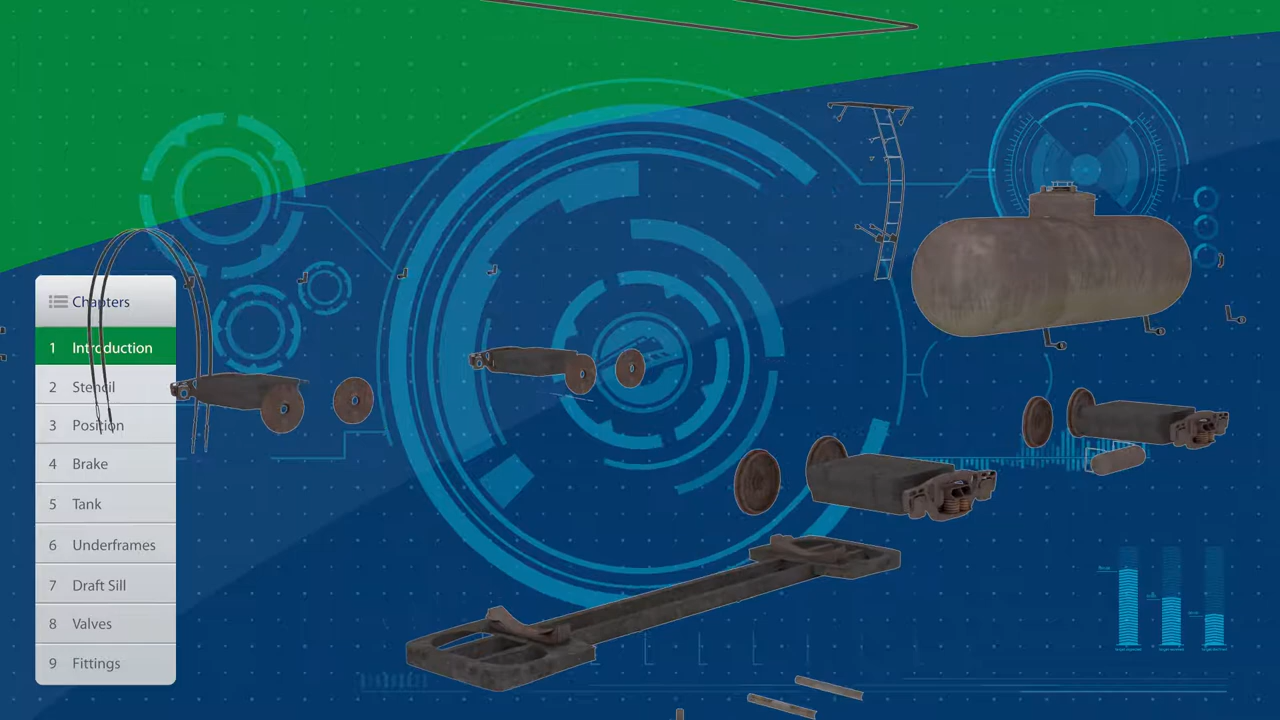 Chapters
1 Introduction
2 Stencil
3 Position
4 Brake
5 Tank
6 Underframes
7 Draft Sill
8 Valves
9 Fittings